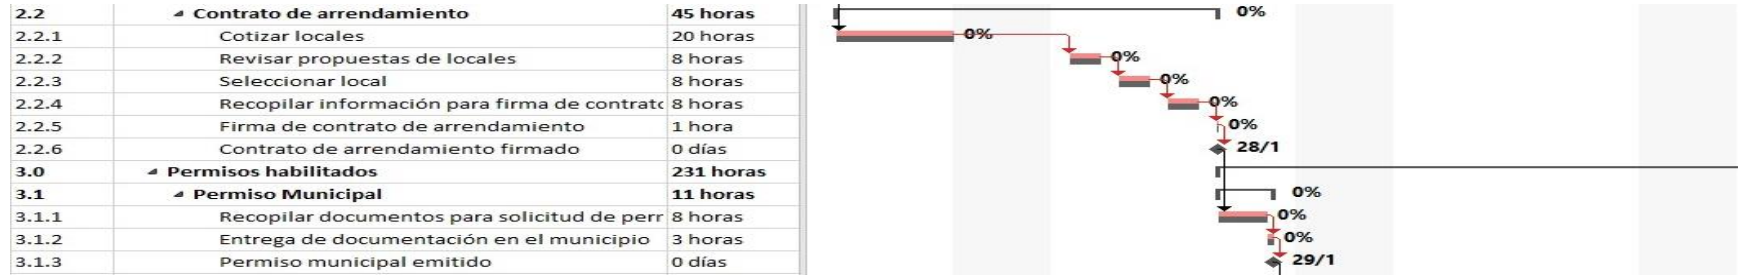 2.2 Contrato de arrendamiento 45 horas 0%
2.2.1 Cotizar locales 20 horas 0%
2.2.2 Revisar propuestas de locales 8 horas 0%
2.2.3 Seleccionar local 8 horas 0%
2.2.4 Recopilar información para firma de contrato 8 horas 0%
2.2.5 Firma de contrato de arrendamiento 1 hora 0%
2.2.6 Contrato de arrendamiento firmado 0 días 28/1
3.0 Permisos habilitados 231 horas
3.1 Permiso Municipal 11 horas 0%
3.1.1 Recopilar documentos para solicitud de perr 8 horas 0%
3.1.2 Entrega de documentación en el municipio 3 horas 0%
3.1.3 Permiso municipal emitido 0 días 29/1